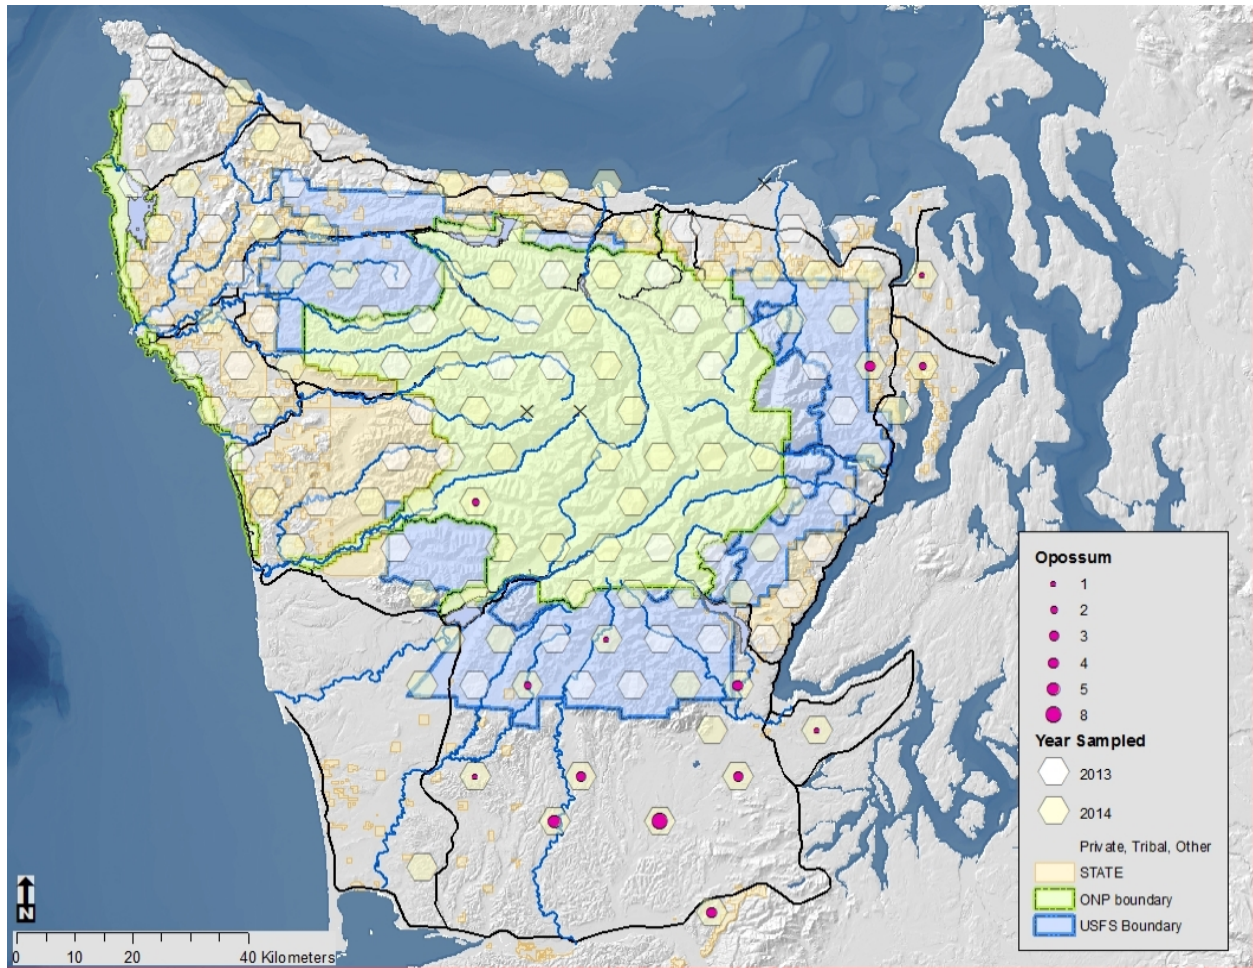 Opossum
1
2
3
4
5
8
Year Sampled
2013
2014
Private, Tribal, Other
STATE
ONP boundary
USFS Boundary
N
0 10 20 40 Kilometers